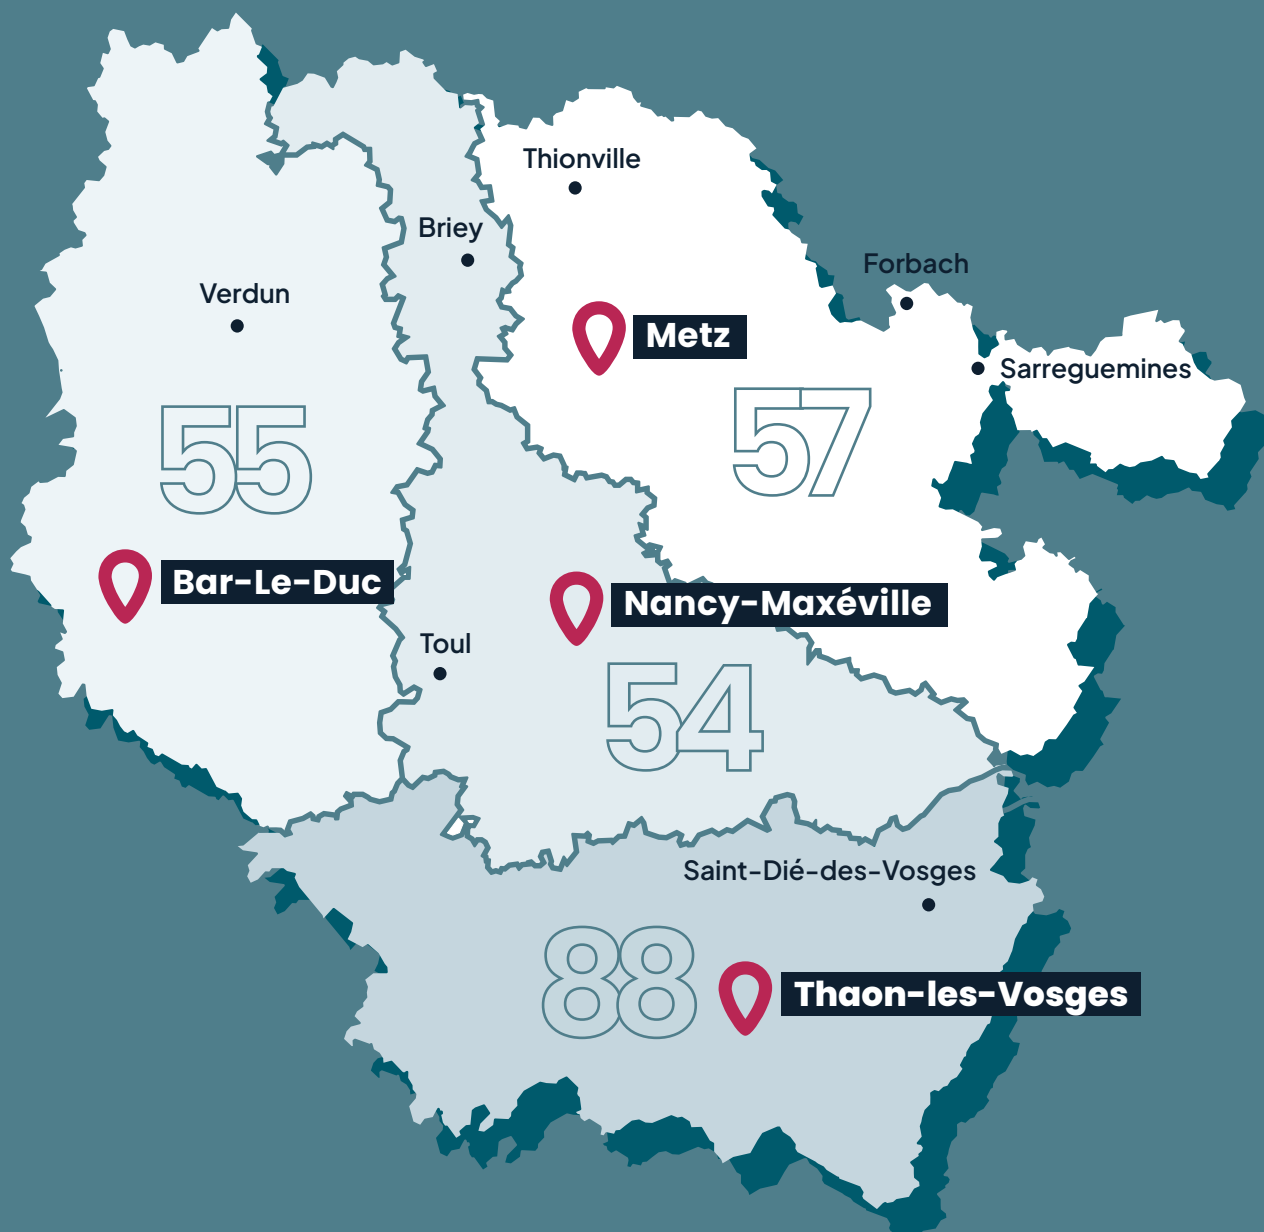 Thionville
Briey
Forbach
Verdun
Metz
Sarreguemines
55
57
Bar-Le-Duc
Nancy-Maxéville
Toul
54
Saint-Dié-des-Vosges
88
Thaon-les-Vosges